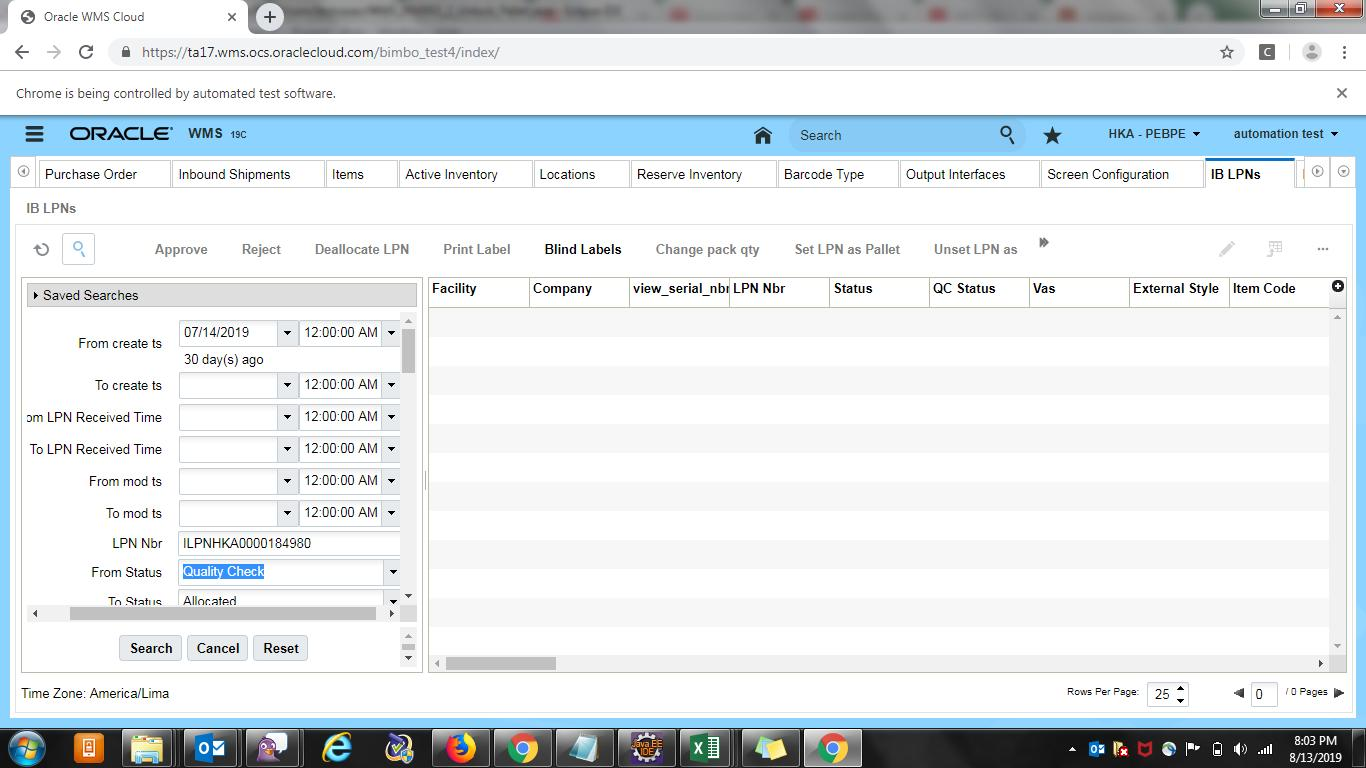 Oracle WMS Cloud
https://ta17.wms.ocs.oraclecloud.com/bimbo_test4/index/
C
Chrome is being controlled by automated test software.
ORACLE WMS 19C
Search
HKA - PEBPE
automation test
Purchase Order
Inbound Shipments
Items
Active Inventory
Locations
Reserve Inventory
Barcode Type
Output Interfaces
Screen Configuration
IB LPNs
IB LPNs
Approve
Reject
Deallocate LPN
Print Label
Blind Labels
Change pack qty
Set LPN as Pallet
Unset LPN as
Saved Searches
From create ts 07/14/2019 12:00:00 AM
30 day(s) ago
To create ts 12:00:00 AM
om LPN Received Time 12:00:00 AM
To LPN Received Time 12:00:00 AM
From mod ts 12:00:00 AM
To mod ts 12:00:00 AM
LPN Nbr ILPNHKA0000184980
From Status Quality Check
To Status Allocated
Search Cancel Reset
Facility
Company
view_serial_nbr
LPN Nbr
Status
QC Status
Vas
External Style
Item Code
Time Zone: America/Lima
Rows Per Page: 25
0 / 0 Pages
Java EE
IDE
8:03 PM
8/13/2019